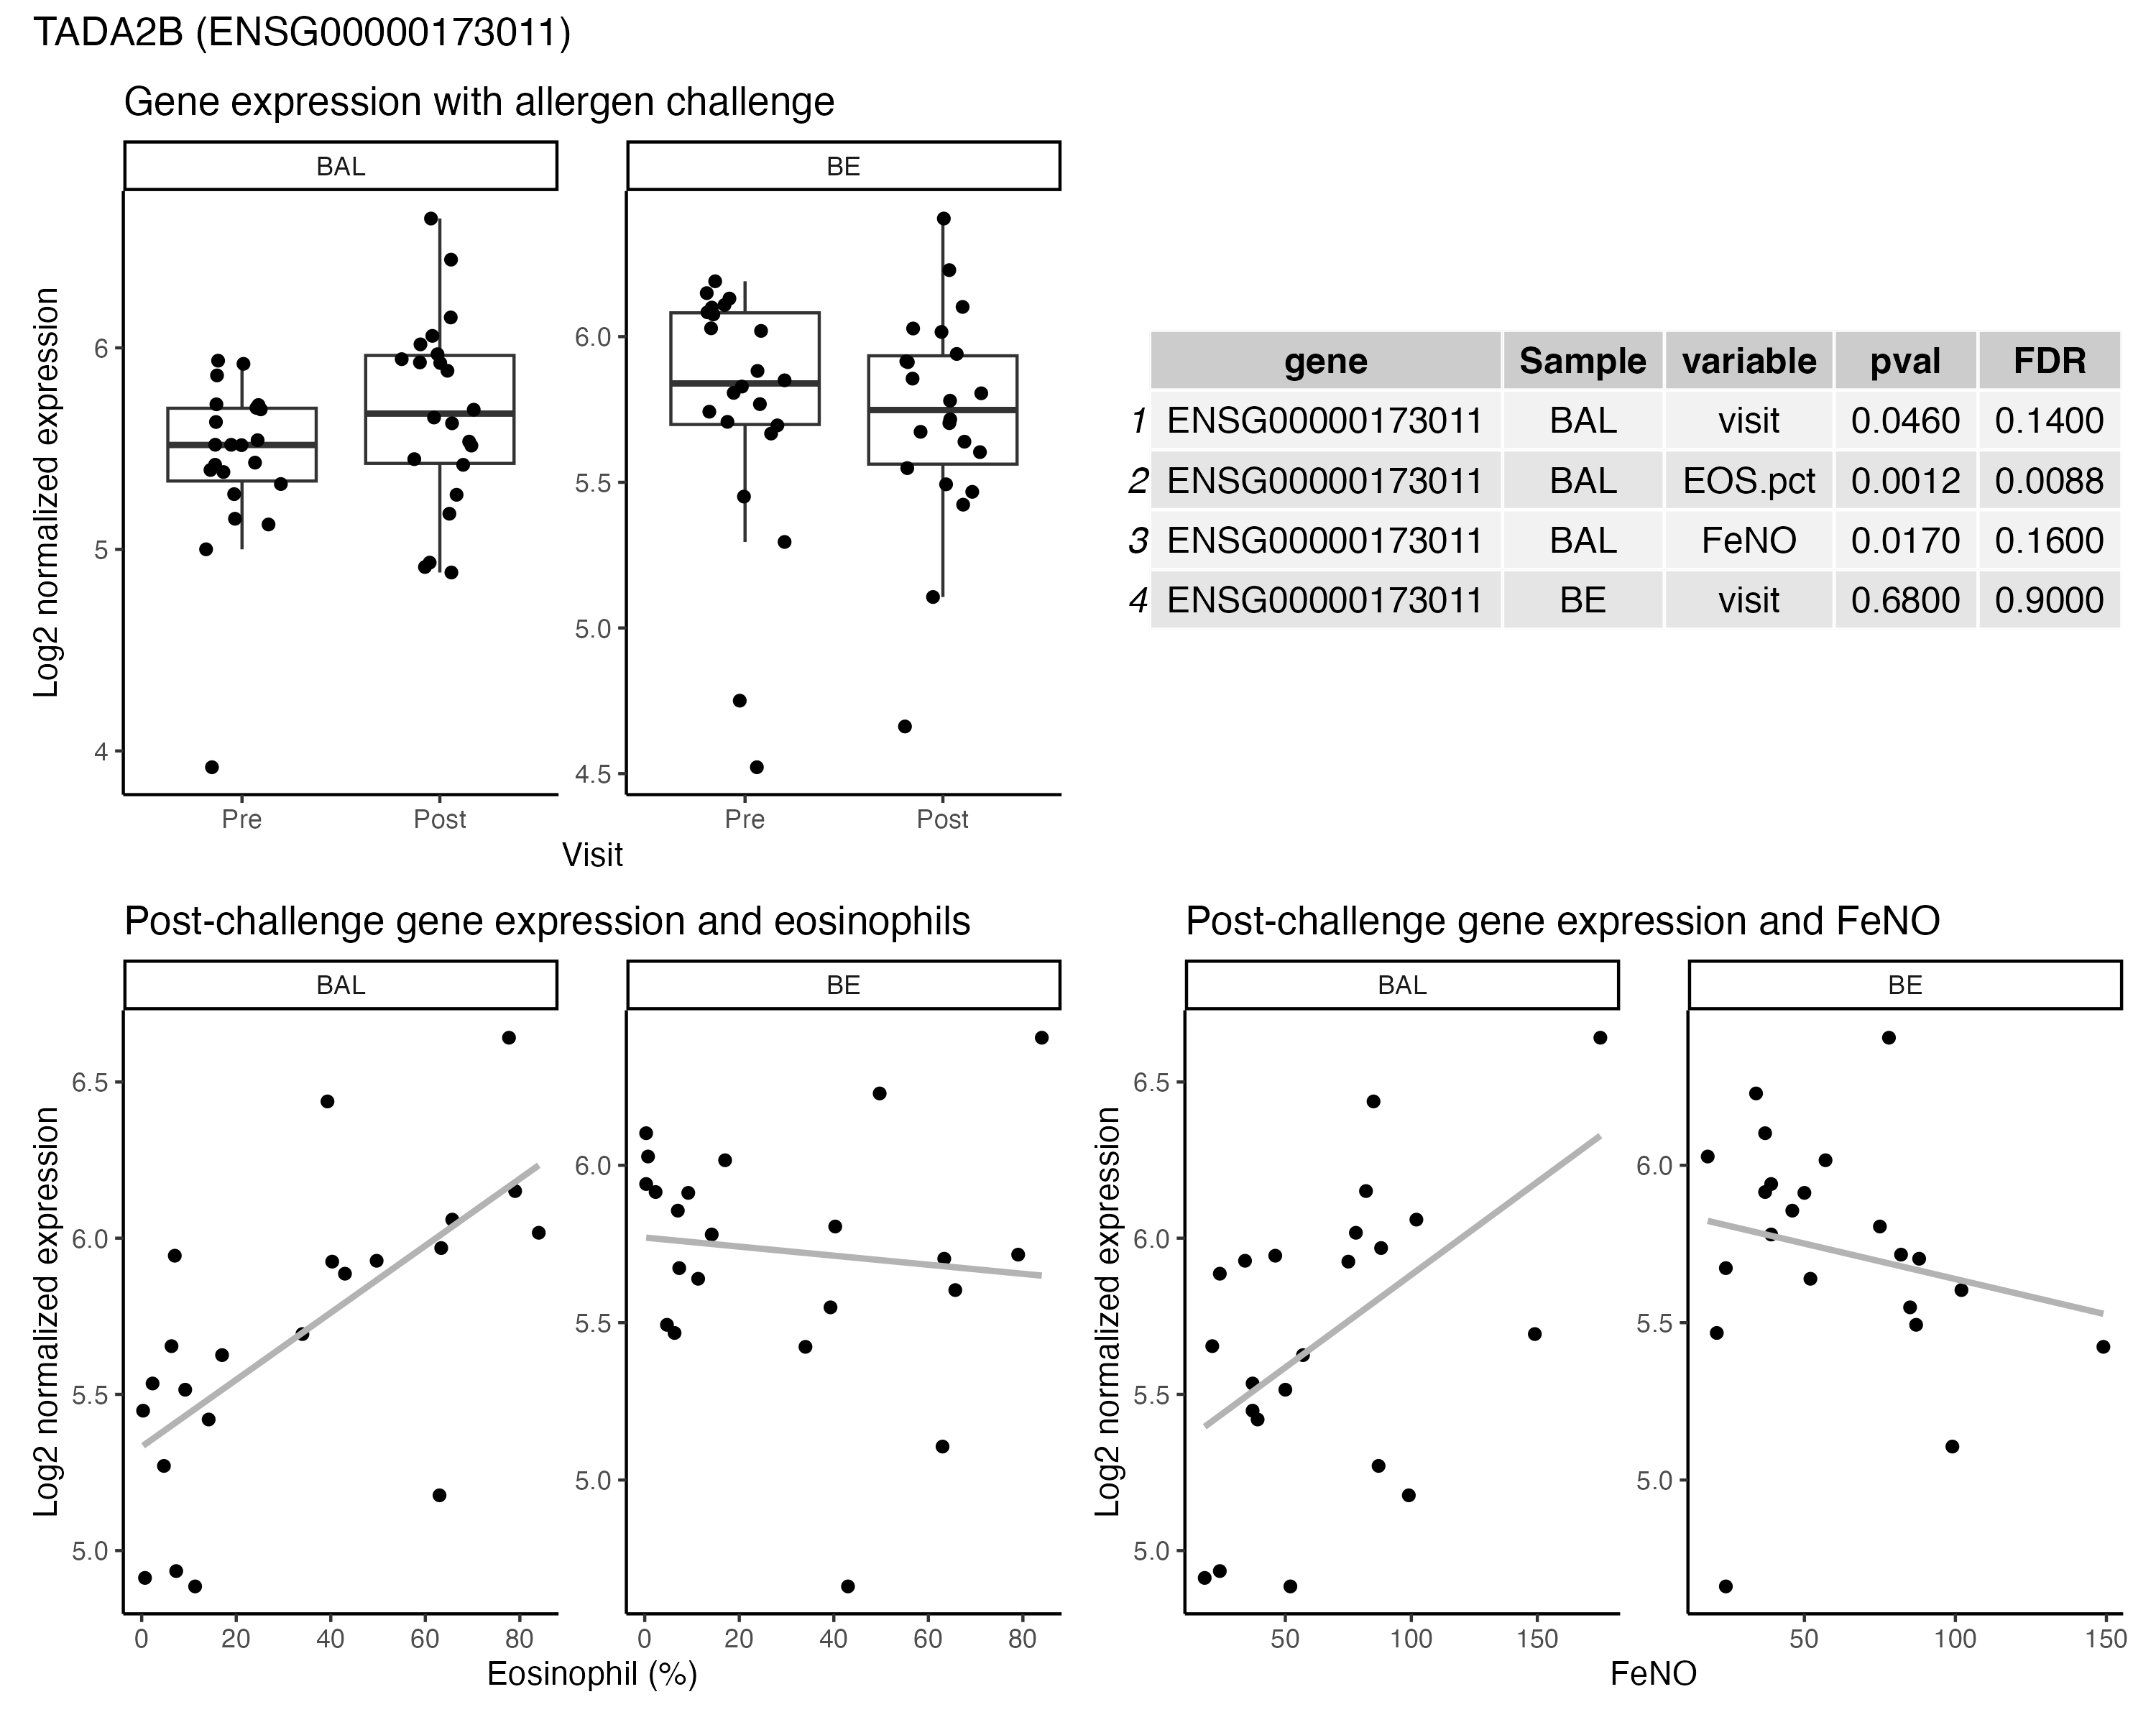 TADA2B (ENSG00000173011)
Gene expression with allergen challenge
BAL
BE
Log2 normalized expression
6
5
4
6.0
5.5
5.0
4.5
Pre
Post
Pre
Post
Visit
gene Sample variable pval FDR
1 ENSG00000173011 BAL visit 0.0460 0.1400
2 ENSG00000173011 BAL EOS.pct 0.0012 0.0088
3 ENSG00000173011 BAL FeNO 0.0170 0.1600
4 ENSG00000173011 BE visit 0.6800 0.9000
Post-challenge gene expression and eosinophils
BAL
BE
Log2 normalized expression
6.5
6.0
5.5
5.0
6.0
5.5
5.0
0 20 40 60 80
0 20 40 60 80
Eosinophil (%)
Post-challenge gene expression and FeNO
BAL
BE
Log2 normalized expression
6.5
6.0
5.5
5.0
6.0
5.5
5.0
50 100 150
50 100 150
FeNO